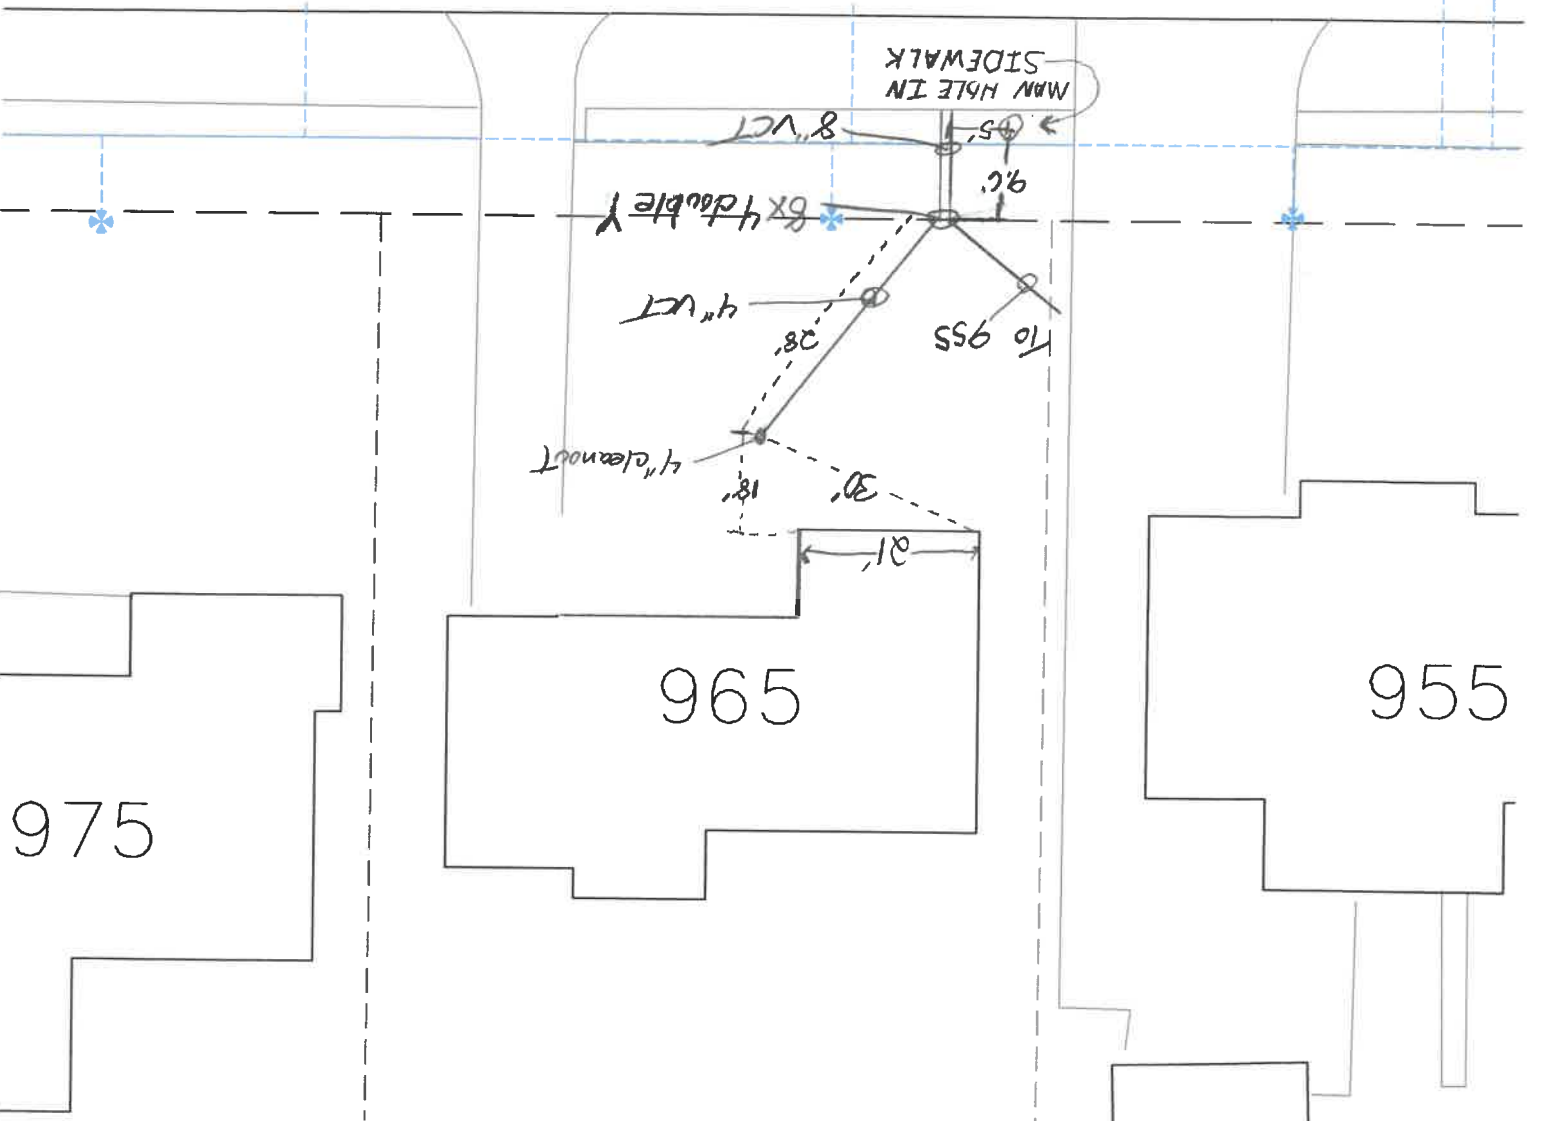 MAN HOLE IN
SIDEWALK
8" VCT
5'
9.6'
8x4 double Y
4" VCT
28'
To 955
4" cleanout
18'
30'
21'
965
955
975